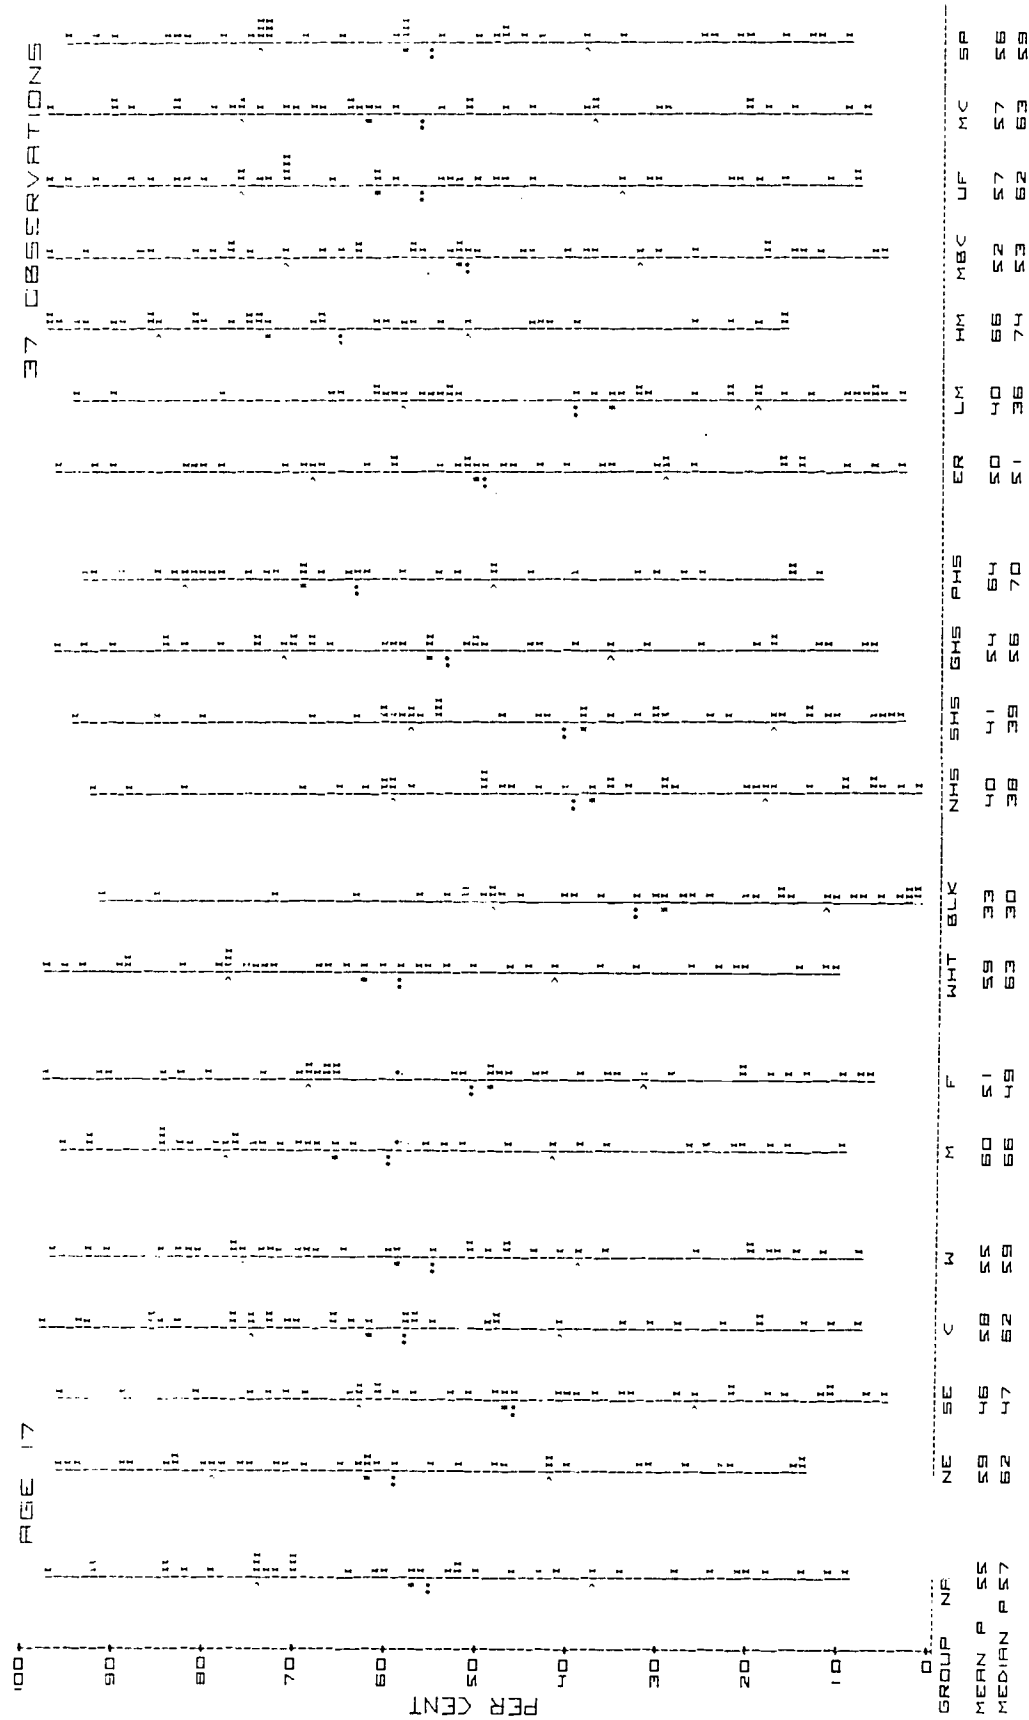 AGE 17
37 OBSERVATIONS
PER CENT
100
90
80
70
60
50
40
30
20
10
0
GROUP NA NE SE C W M F WHT BLK NHS SHS GHS PHS ER LM HM MBC UF MC SP
MEAN P 55 59 46 58 55 60 51 59 33 40 41 54 64 50 40 66 52 57 57 56
MEDIAN P 57 62 47 62 59 66 49 63 30 38 39 56 70 51 36 74 53 62 63 59